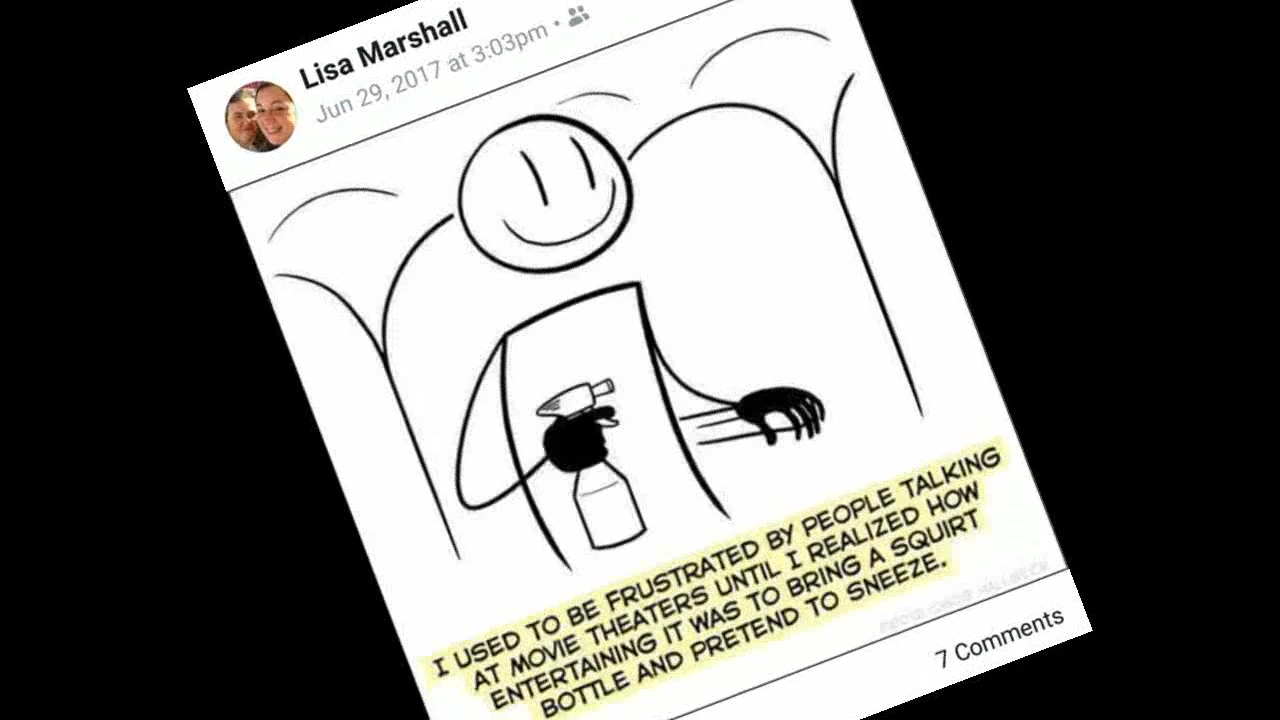 Lisa Marshall
Jun 29, 2017 at 3:03pm •
I USED TO BE FRUSTRATED BY PEOPLE TALKING
AT MOVIE THEATERS UNTIL I REALIZED HOW
ENTERTAINING IT WAS TO BRING A SQUIRT
BOTTLE AND PRETEND TO SNEEZE.
7 Comments